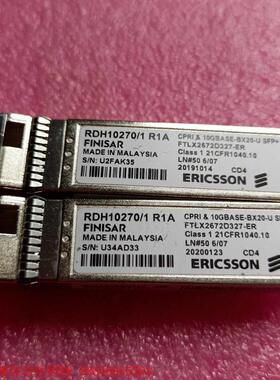 RDH10270/1 R1A
FINISAR
MADE IN MALAYSIA
S/N: U2FAK35
CPRI & 10GBASE-BX20-U SFP+
FTLX2672D327-ER
Class 1 21CFR1040.10
LN#50 6/07
20191014 CD4
ERICSSON
RDH10270/1 R1A
FINISAR
MADE IN MALAYSIA
S/N: U34AD33
CPRI & 10GBASE-BX20-U SF
FTLX2672D327-ER
Class 1 21CFR1040.10
LN#50 6/07
20200123 CD4
ERICSSON